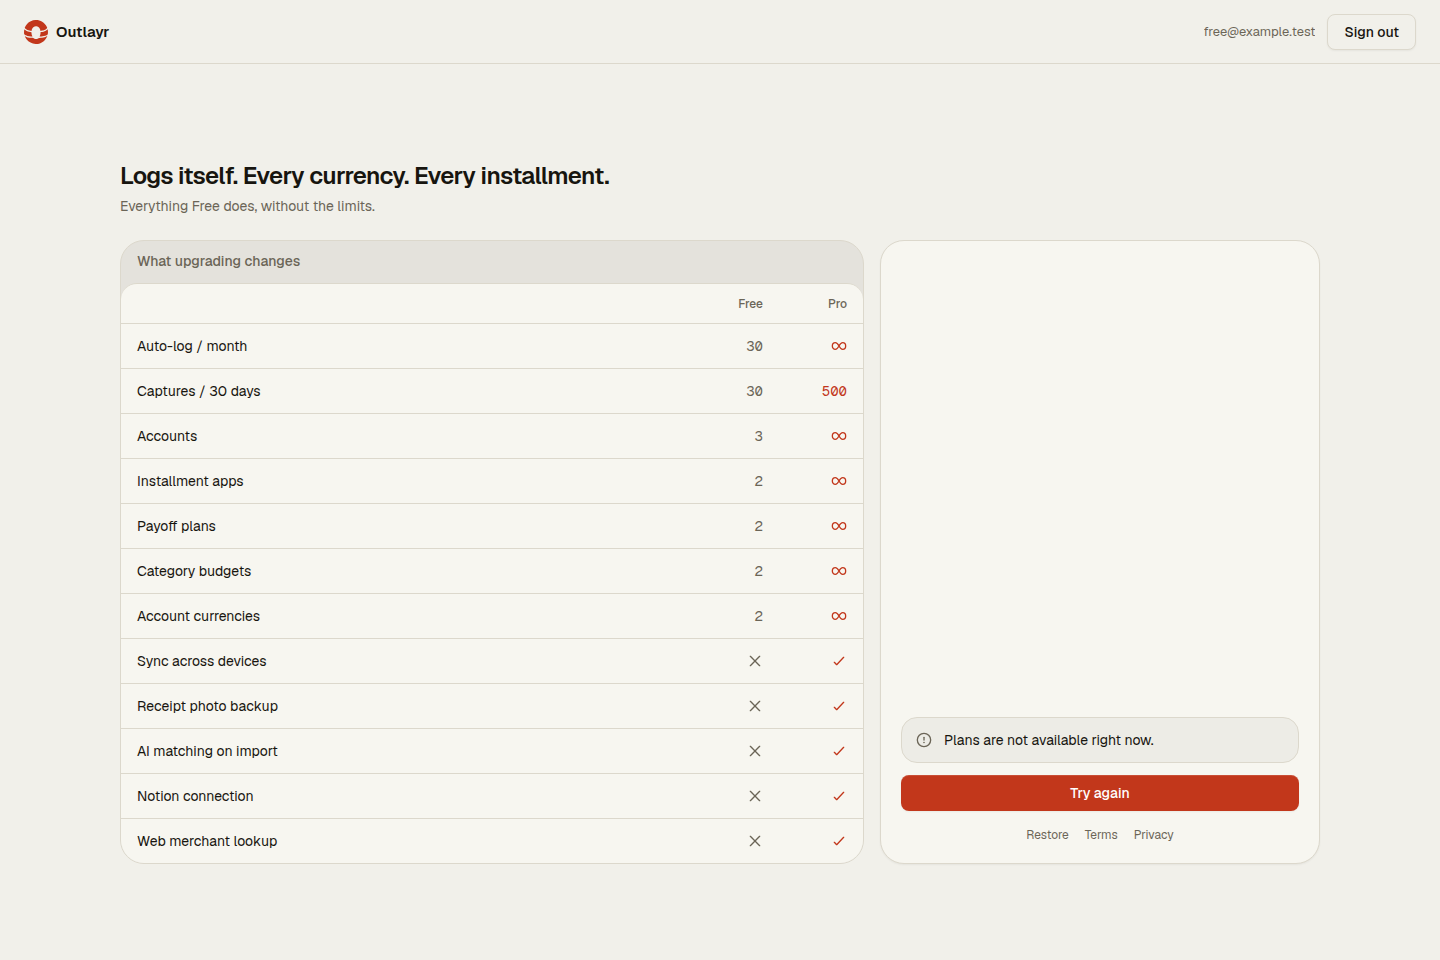 Outlayr
free@example.test
Sign out
Logs itself. Every currency. Every installment.
Everything Free does, without the limits.
What upgrading changes
Free Pro
Auto-log / month 30 ∞
Captures / 30 days 30 500
Accounts 3 ∞
Installment apps 2 ∞
Payoff plans 2 ∞
Category budgets 2 ∞
Account currencies 2 ∞
Sync across devices
Receipt photo backup
AI matching on import
Notion connection
Web merchant lookup
Plans are not available right now.
Try again
Restore Terms Privacy